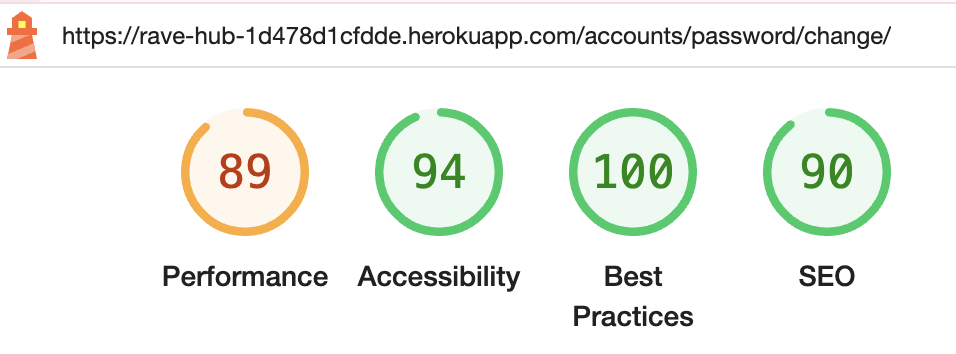 https://rave-hub-1d478d1cfdde.herokuapp.com/accounts/password/change/
89
94
100
90
Performance
Accessibility
Best
Practices
SEO